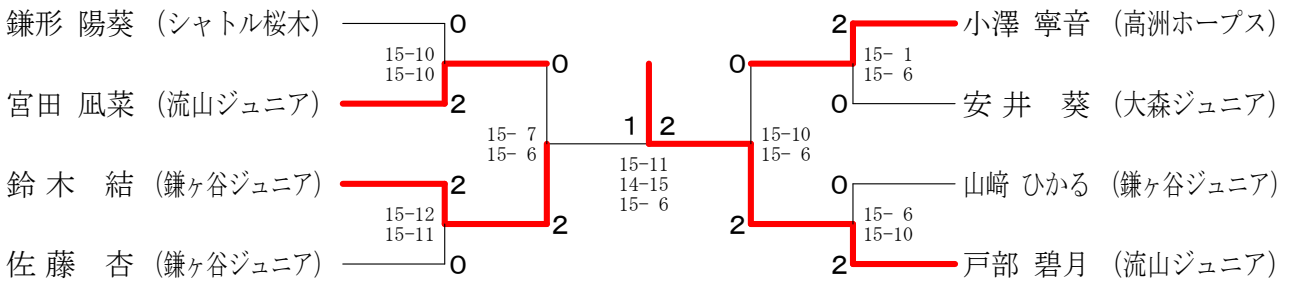 鎌形 陽葵 (シャトル桜木) 0
15-10
15-10
0
宮田 凪菜 (流山ジュニア) 2
15- 7
15- 6
鈴木 結 (鎌ヶ谷ジュニア) 2
15-12
15-11
2
佐藤 杏 (鎌ヶ谷ジュニア) 0
1 2
15-11
14-15
15- 6
2 小澤 寧音 (高洲ホープス)
0
15- 1
15- 6
0 安井 葵 (大森ジュニア)
15-10
15- 6
0 山﨑 ひかる (鎌ヶ谷ジュニア)
2
15- 6
15-10
2 戸部 碧月 (流山ジュニア)